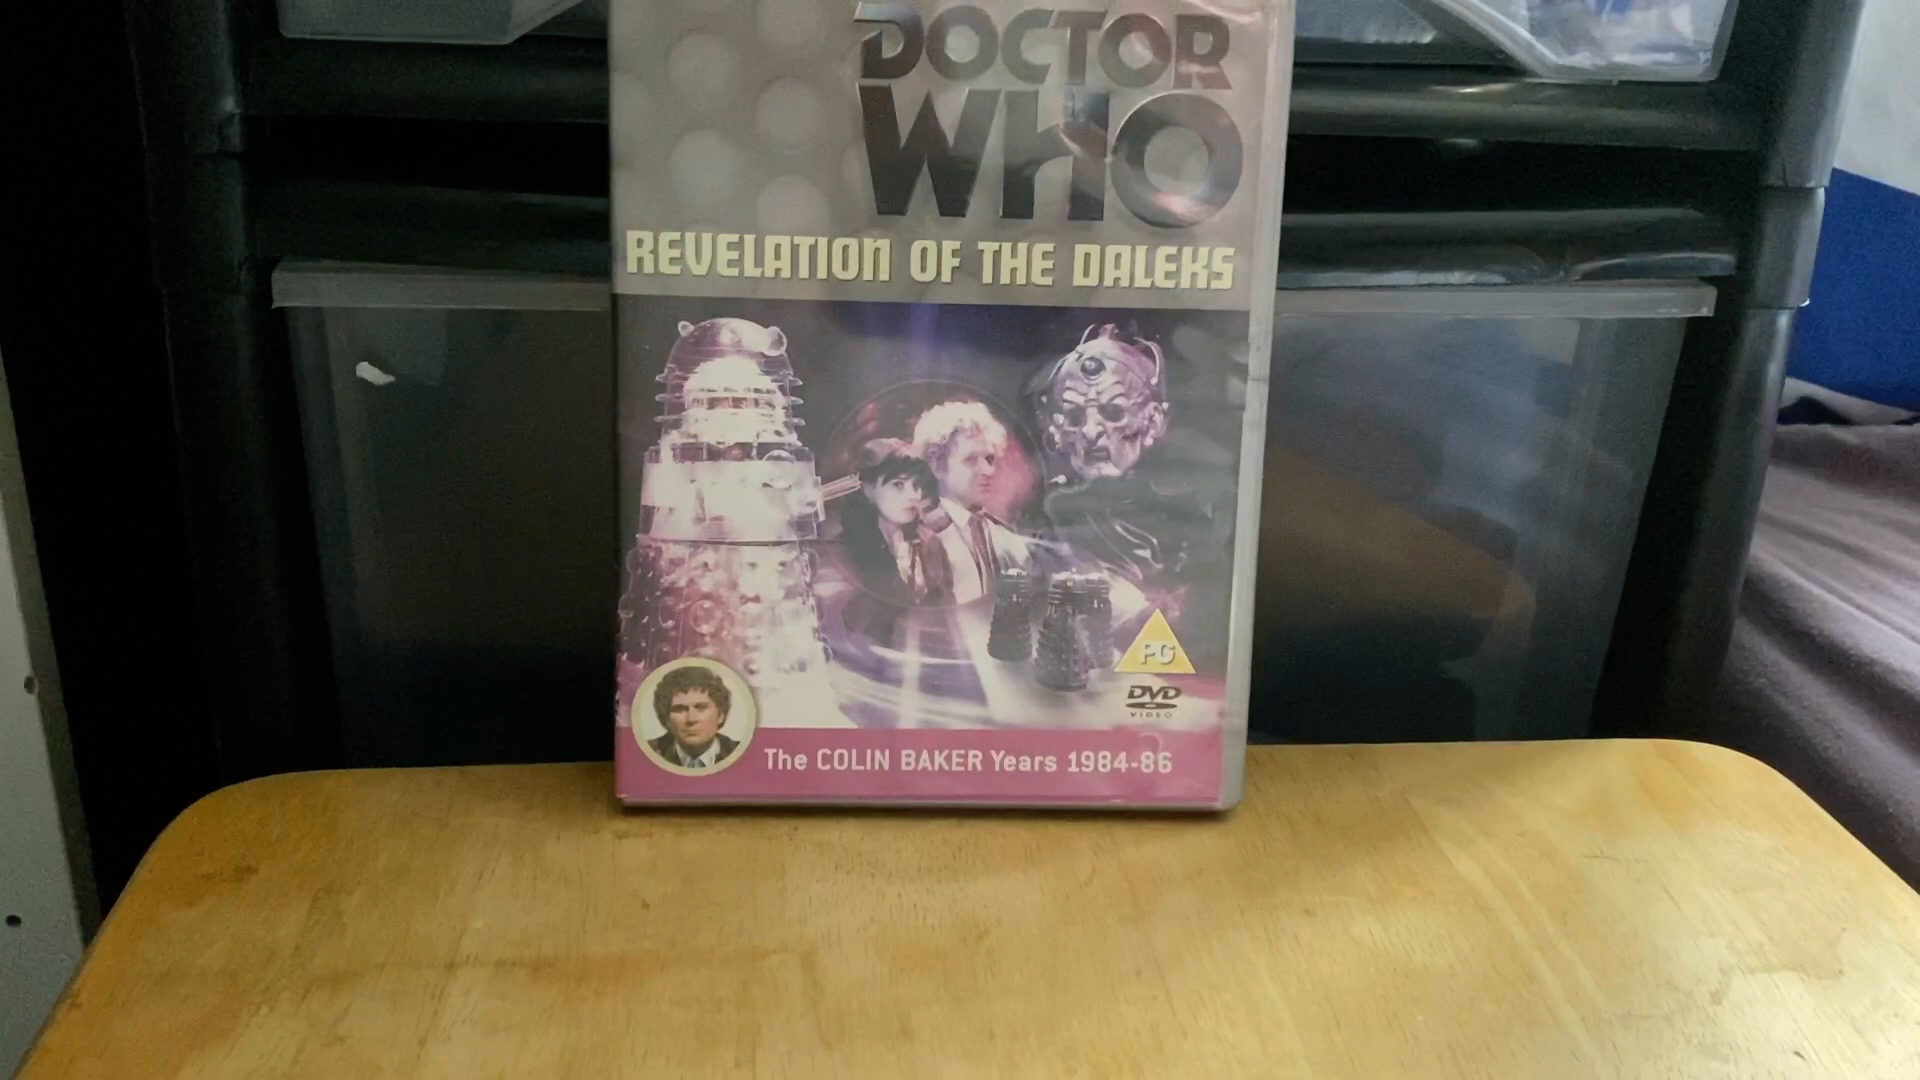 DOCTOR
WHO
REVELATION OF THE DALEKS
PG
DVD
VIDEO
The COLIN BAKER Years 1984-86